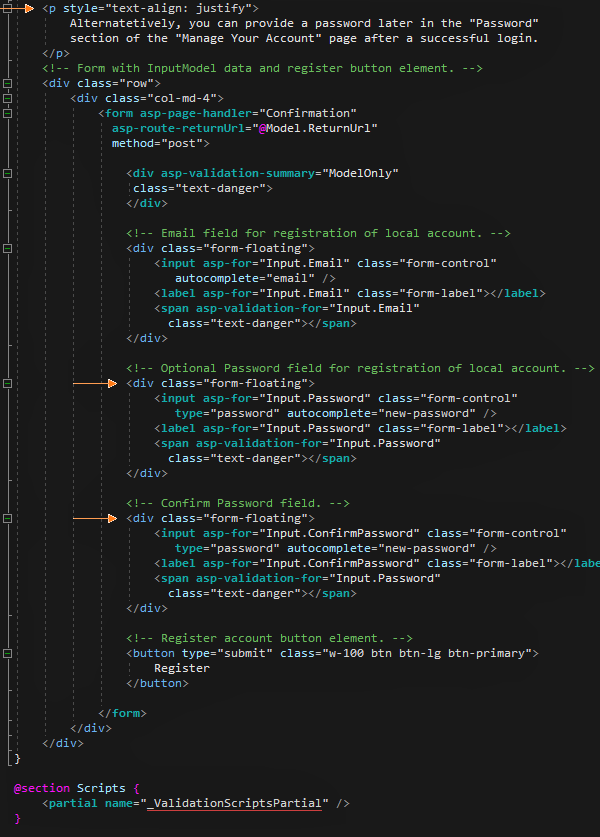 <p style="text-align: justify">
Alternatetively, you can provide a password later in the "Password"
section of the "Manage Your Account" page after a successful login.
</p>
<!-- Form with InputModel data and register button element. -->
<div class="row">
<div class="col-md-4">
<form asp-page-handler="Confirmation"
asp-route-returnUrl="@Model.ReturnUrl"
method="post">
<div asp-validation-summary="ModelOnly"
class="text-danger">
</div>
<!-- Email field for registration of local account. -->
<div class="form-floating">
<input asp-for="Input.Email" class="form-control"
autocomplete="email" />
<label asp-for="Input.Email" class="form-label"></label>
<span asp-validation-for="Input.Email"
class="text-danger"></span>
</div>
<!-- Optional Password field for registration of local account. -->
<div class="form-floating">
<input asp-for="Input.Password" class="form-control"
type="password" autocomplete="new-password" />
<label asp-for="Input.Password" class="form-label"></label>
<span asp-validation-for="Input.Password"
class="text-danger"></span>
</div>
<!-- Confirm Password field. -->
<div class="form-floating">
<input asp-for="Input.ConfirmPassword" class="form-control"
type="password" autocomplete="new-password" />
<label asp-for="Input.ConfirmPassword" class="form-label"></labe
<span asp-validation-for="Input.Password"
class="text-danger"></span>
</div>
<!-- Register account button element. -->
<button type="submit" class="w-100 btn btn-lg btn-primary">
Register
</button>
</form>
</div>
</div>
}
@section Scripts {
<partial name="_ValidationScriptsPartial" />
}